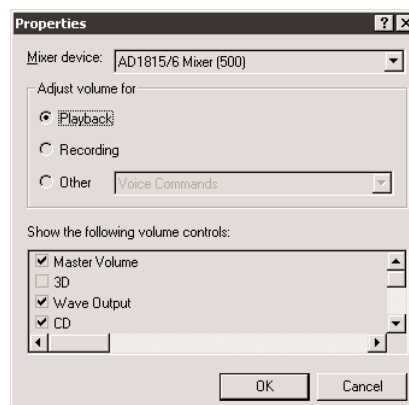 Properties
Mixer device: AD1815/6 Mixer (500)
Adjust volume for
Playback
Recording
Other Voice Commands
Show the following volume controls:
Master Volume
3D
Wave Output
CD
OK Cancel